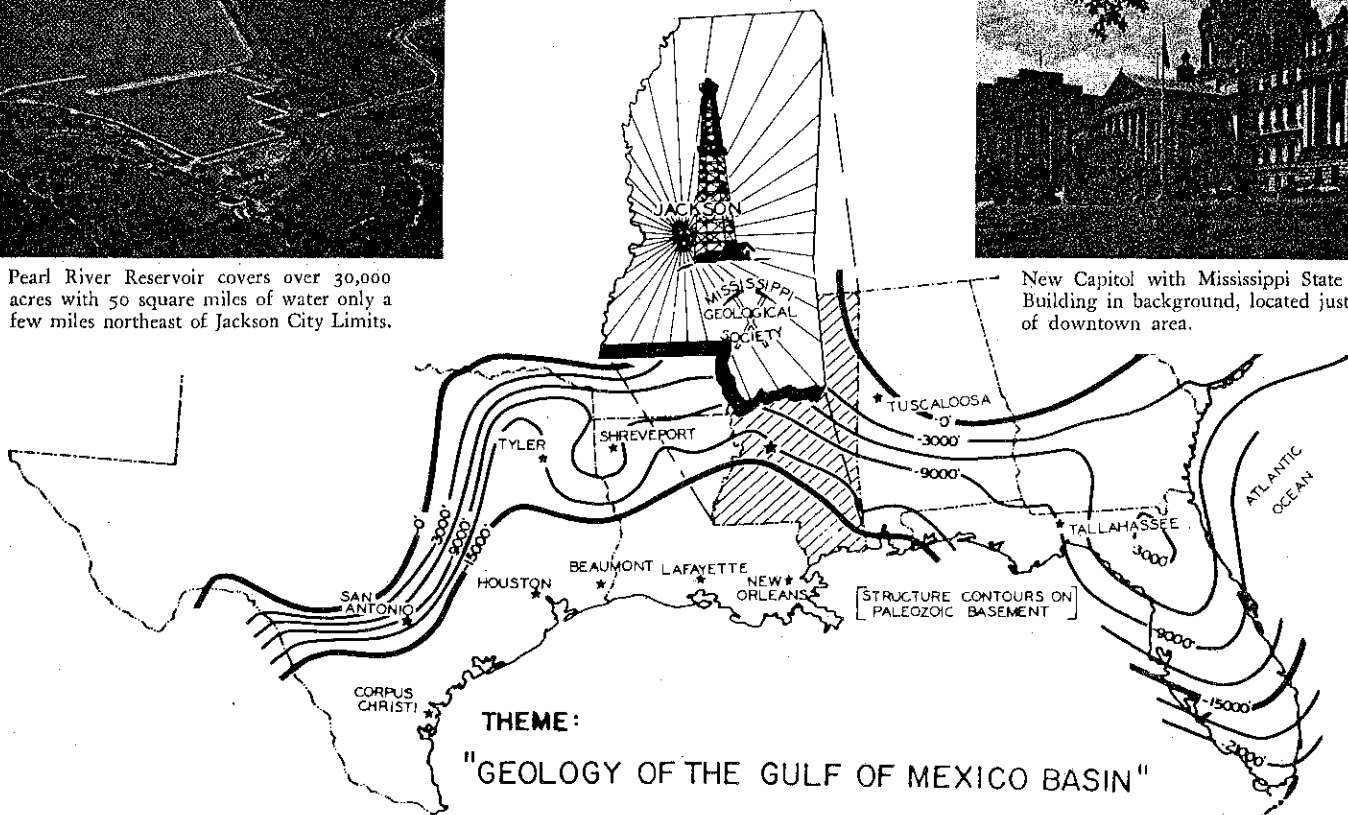 Pearl River Reservoir covers over 30,000
acres with 50 square miles of water only a
few miles northeast of Jackson City Limits.
New Capitol with Mississippi State
Building in background, located just
of downtown area.
JACKSON
MISSISSIPPI
GEOLOGICAL
SOCIETY
TUSCALOOSA
-0'
-3000'
-9000'
TYLER
SHREVEPORT
-0'
-3000'
-9000'
-15000'
ATLANTIC
OCEAN
TALLAHASSEE
3000'
SAN
ANTONIO
HOUSTON
BEAUMONT
LAFAYETTE
NEW
ORLEANS
[STRUCTURE CONTOURS ON
PALEOZOIC BASEMENT]
-9000'
-15000'
-21000'
CORPUS
CHRISTI
THEME:
"GEOLOGY OF THE GULF OF MEXICO BASIN"